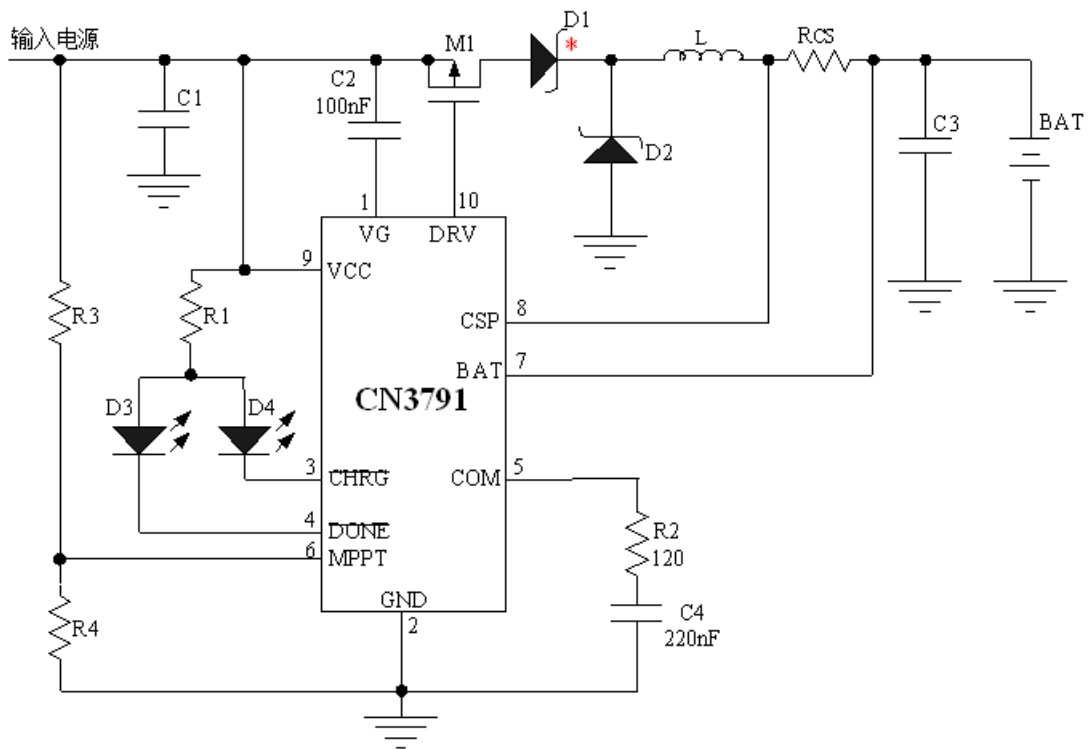 输入电源
D1
*
M1
L
RCS
C2
100nF
C1
C3
BAT
D2
1
10
VG
DRV
9
VCC
R3
R1
8
CSP
7
BAT
CN3791
D3
D4
3
CHRG
5
COM
4
DONE
R2
120
6
MPPT
GND
2
C4
220nF
R4